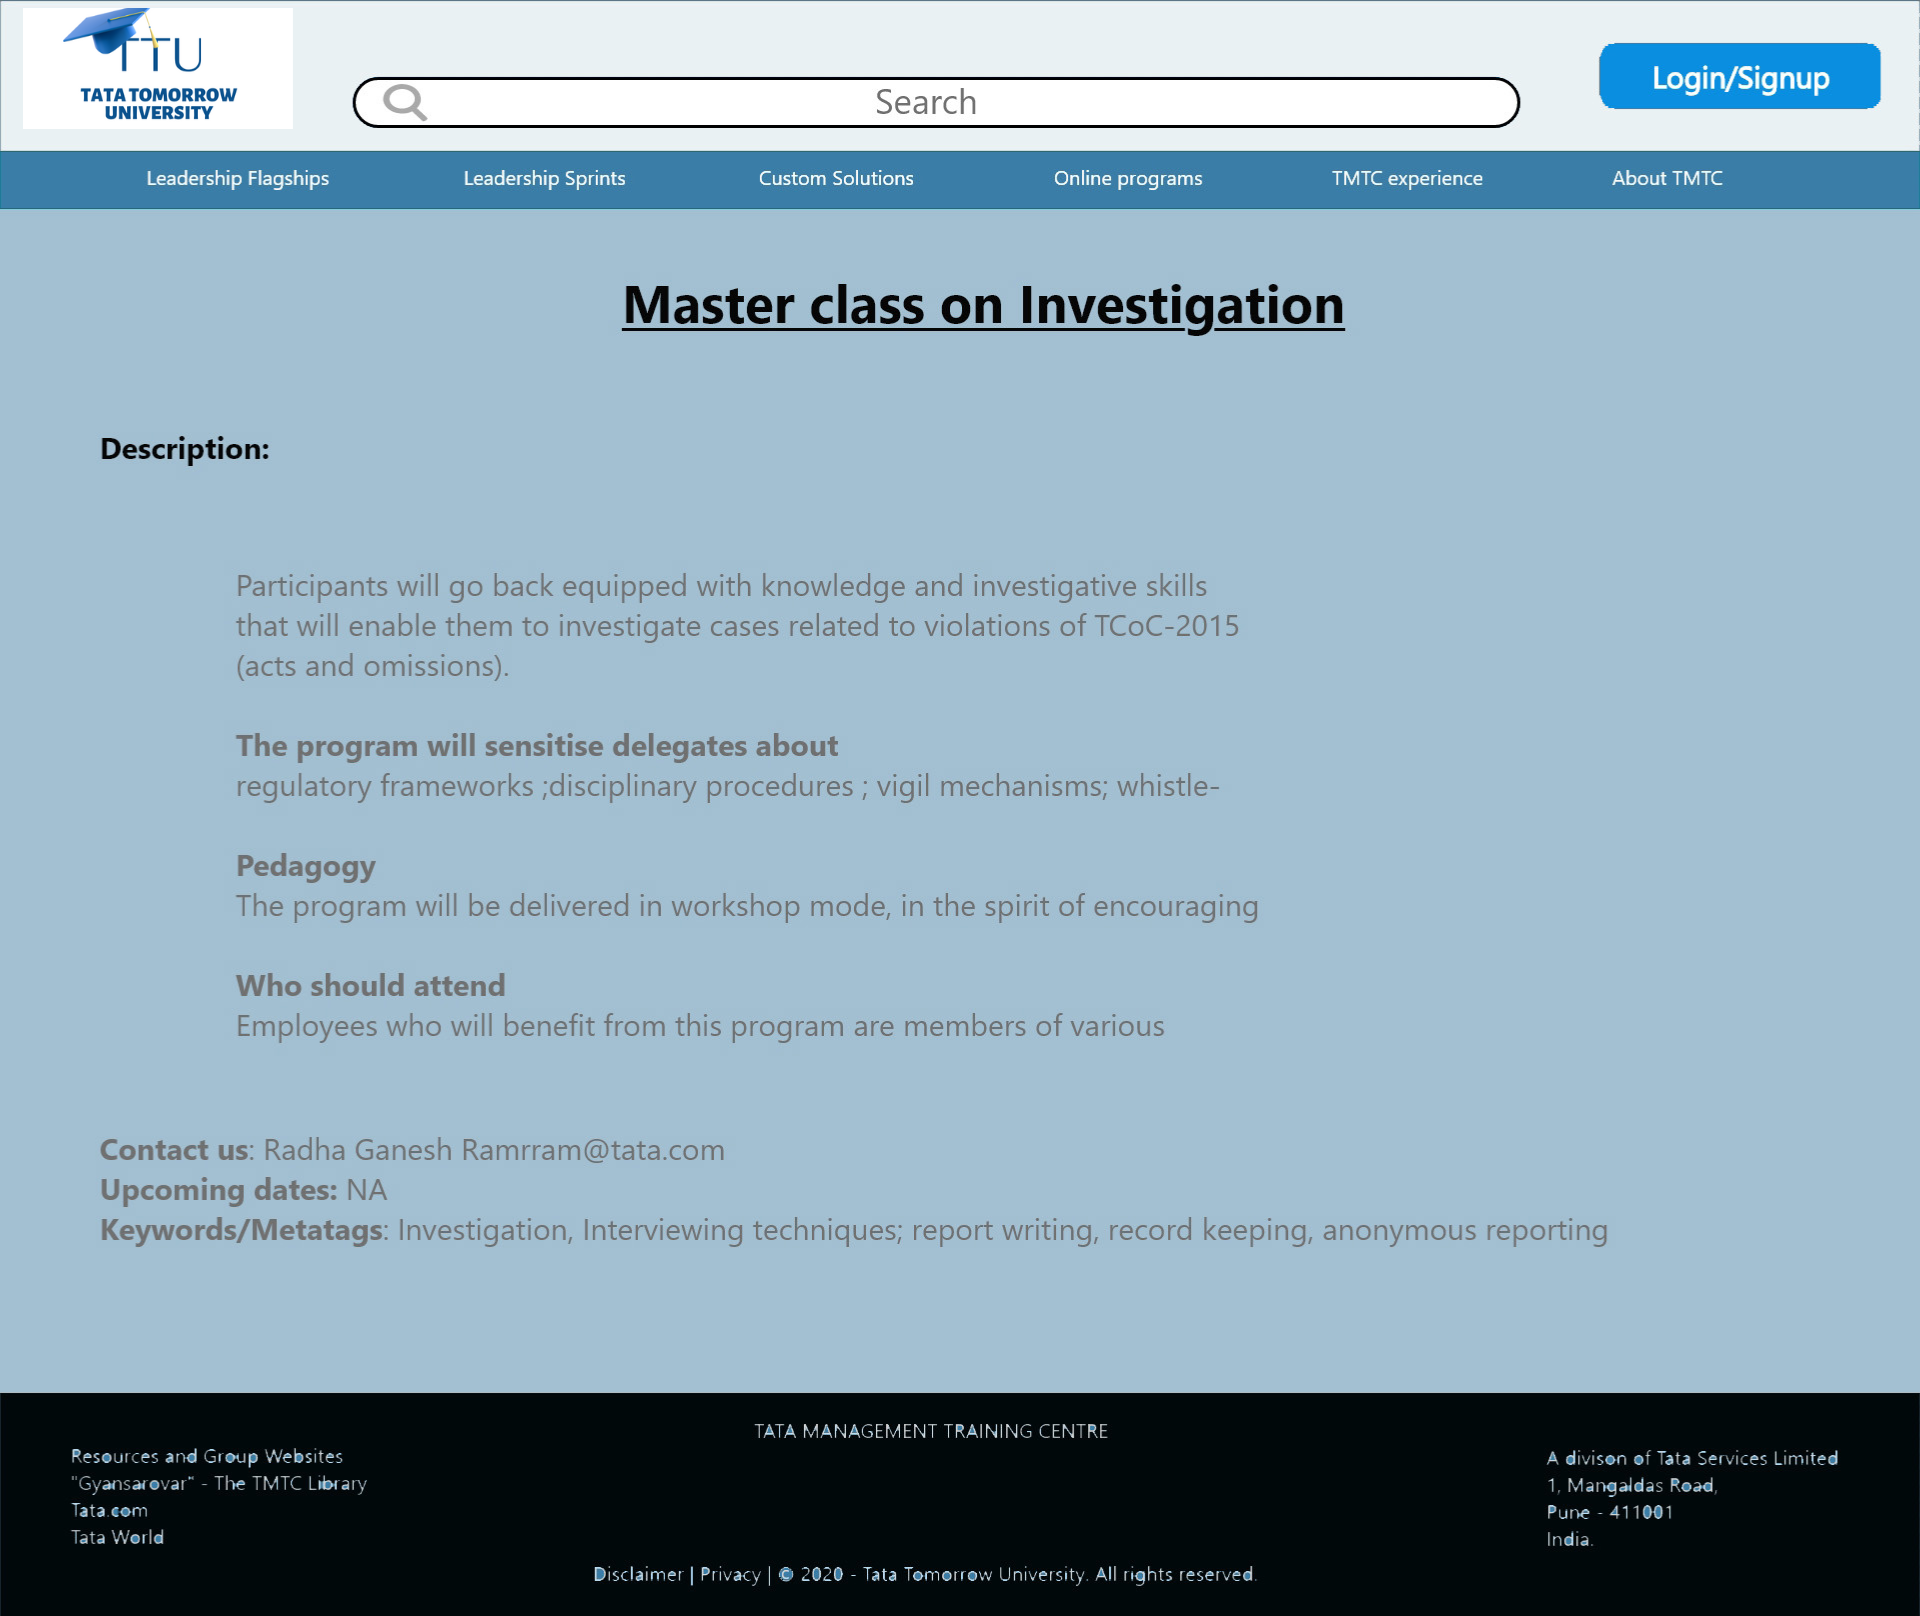 TTU
TATA TOMORROW
UNIVERSITY
Search
Login/Signup
Leadership Flagships
Leadership Sprints
Custom Solutions
Online programs
TMTC experience
About TMTC
Master class on Investigation
Description:
Participants will go back equipped with knowledge and investigative skills
that will enable them to investigate cases related to violations of TCoC-2015
(acts and omissions).
The program will sensitise delegates about
regulatory frameworks ;disciplinary procedures ; vigil mechanisms; whistle-
Pedagogy
The program will be delivered in workshop mode, in the spirit of encouraging
Who should attend
Employees who will benefit from this program are members of various
Contact us: Radha Ganesh Ramrram@tata.com
Upcoming dates: NA
Keywords/Metatags: Investigation, Interviewing techniques; report writing, record keeping, anonymous reporting
TATA MANAGEMENT TRAINING CENTRE
Resources and Group Websites
"Gyansarovar" - The TMTC Library
Tata.com
Tata World
A divison of Tata Services Limited
1, Mangaldas Road,
Pune - 411001
India.
Disclaimer | Privacy | © 2020 - Tata Tomorrow University. All rights reserved.